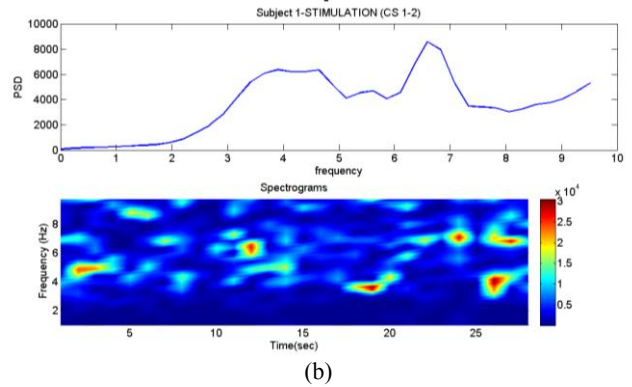 Subject 1-STIMULATION (CS 1-2)
10000
8000
6000
4000
2000
0
PSD
0 1 2 3 4 5 6 7 8 9 10
frequency
Spectrograms
x 10^4
8
6
4
2
Frequency (Hz)
3
2.5
2
1.5
1
0.5
5 10 15 20 25
Time(sec)
(b)